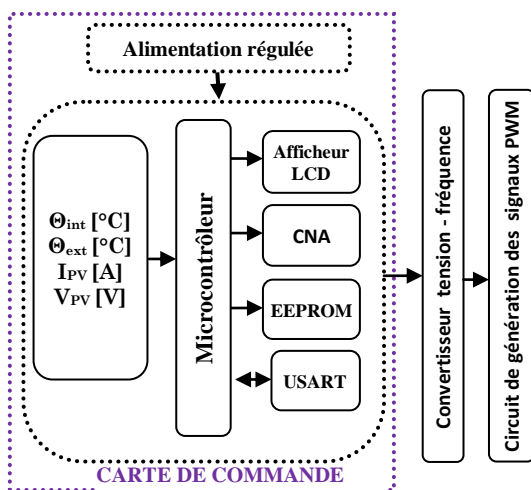 Alimentation régulée
Θint [°C]
Θext [°C]
IPV [A]
VPV [V]
Microcontrôleur
Afficheur
LCD
CNA
EEPROM
USART
CARTE DE COMMANDE
Convertisseur tension - fréquence
Circuit de génération des signaux PWM